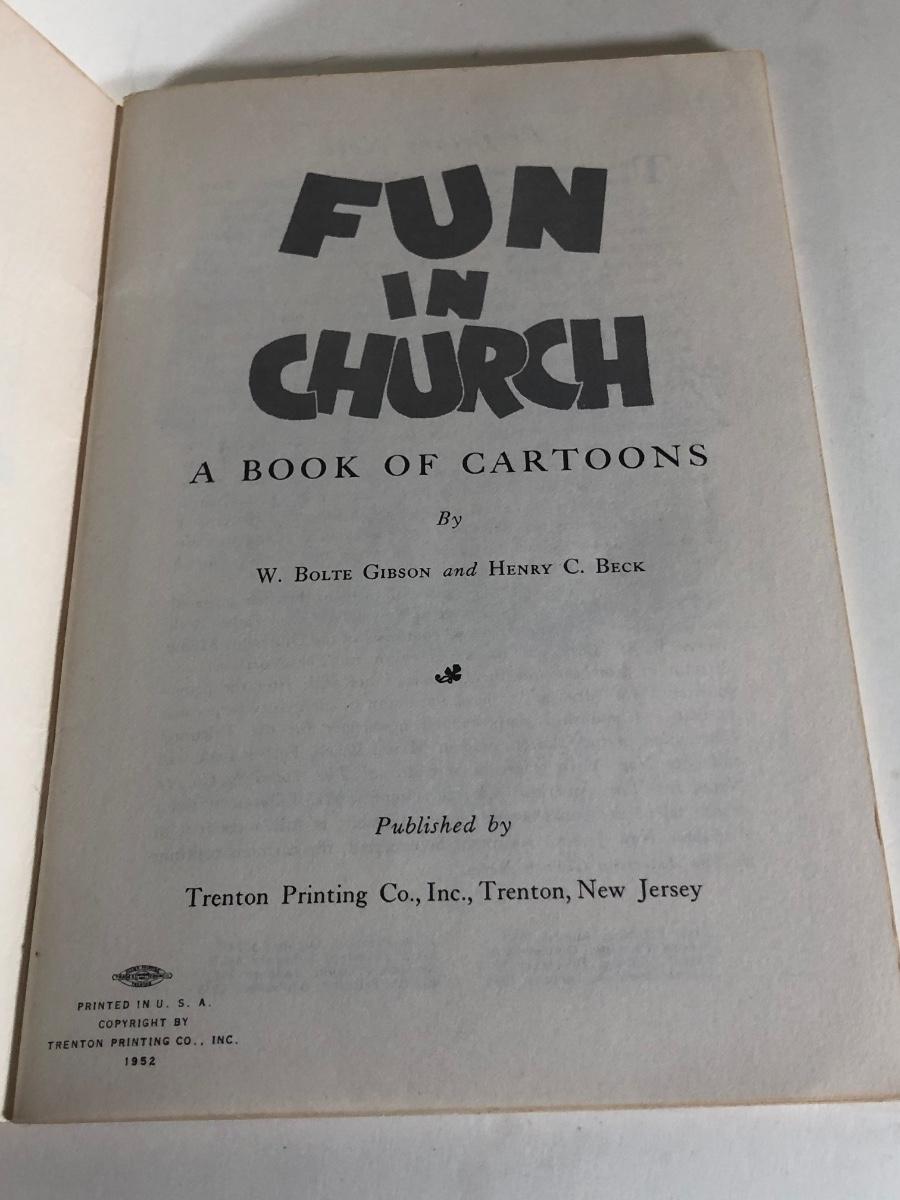 FUN
IN
CHURCH
A BOOK OF CARTOONS
By
W. BOLTE GIBSON and HENRY C. BECK
Published by
Trenton Printing Co., Inc., Trenton, New Jersey
PRINTED IN U. S. A.
COPYRIGHT BY
TRENTON PRINTING CO., INC.
1952